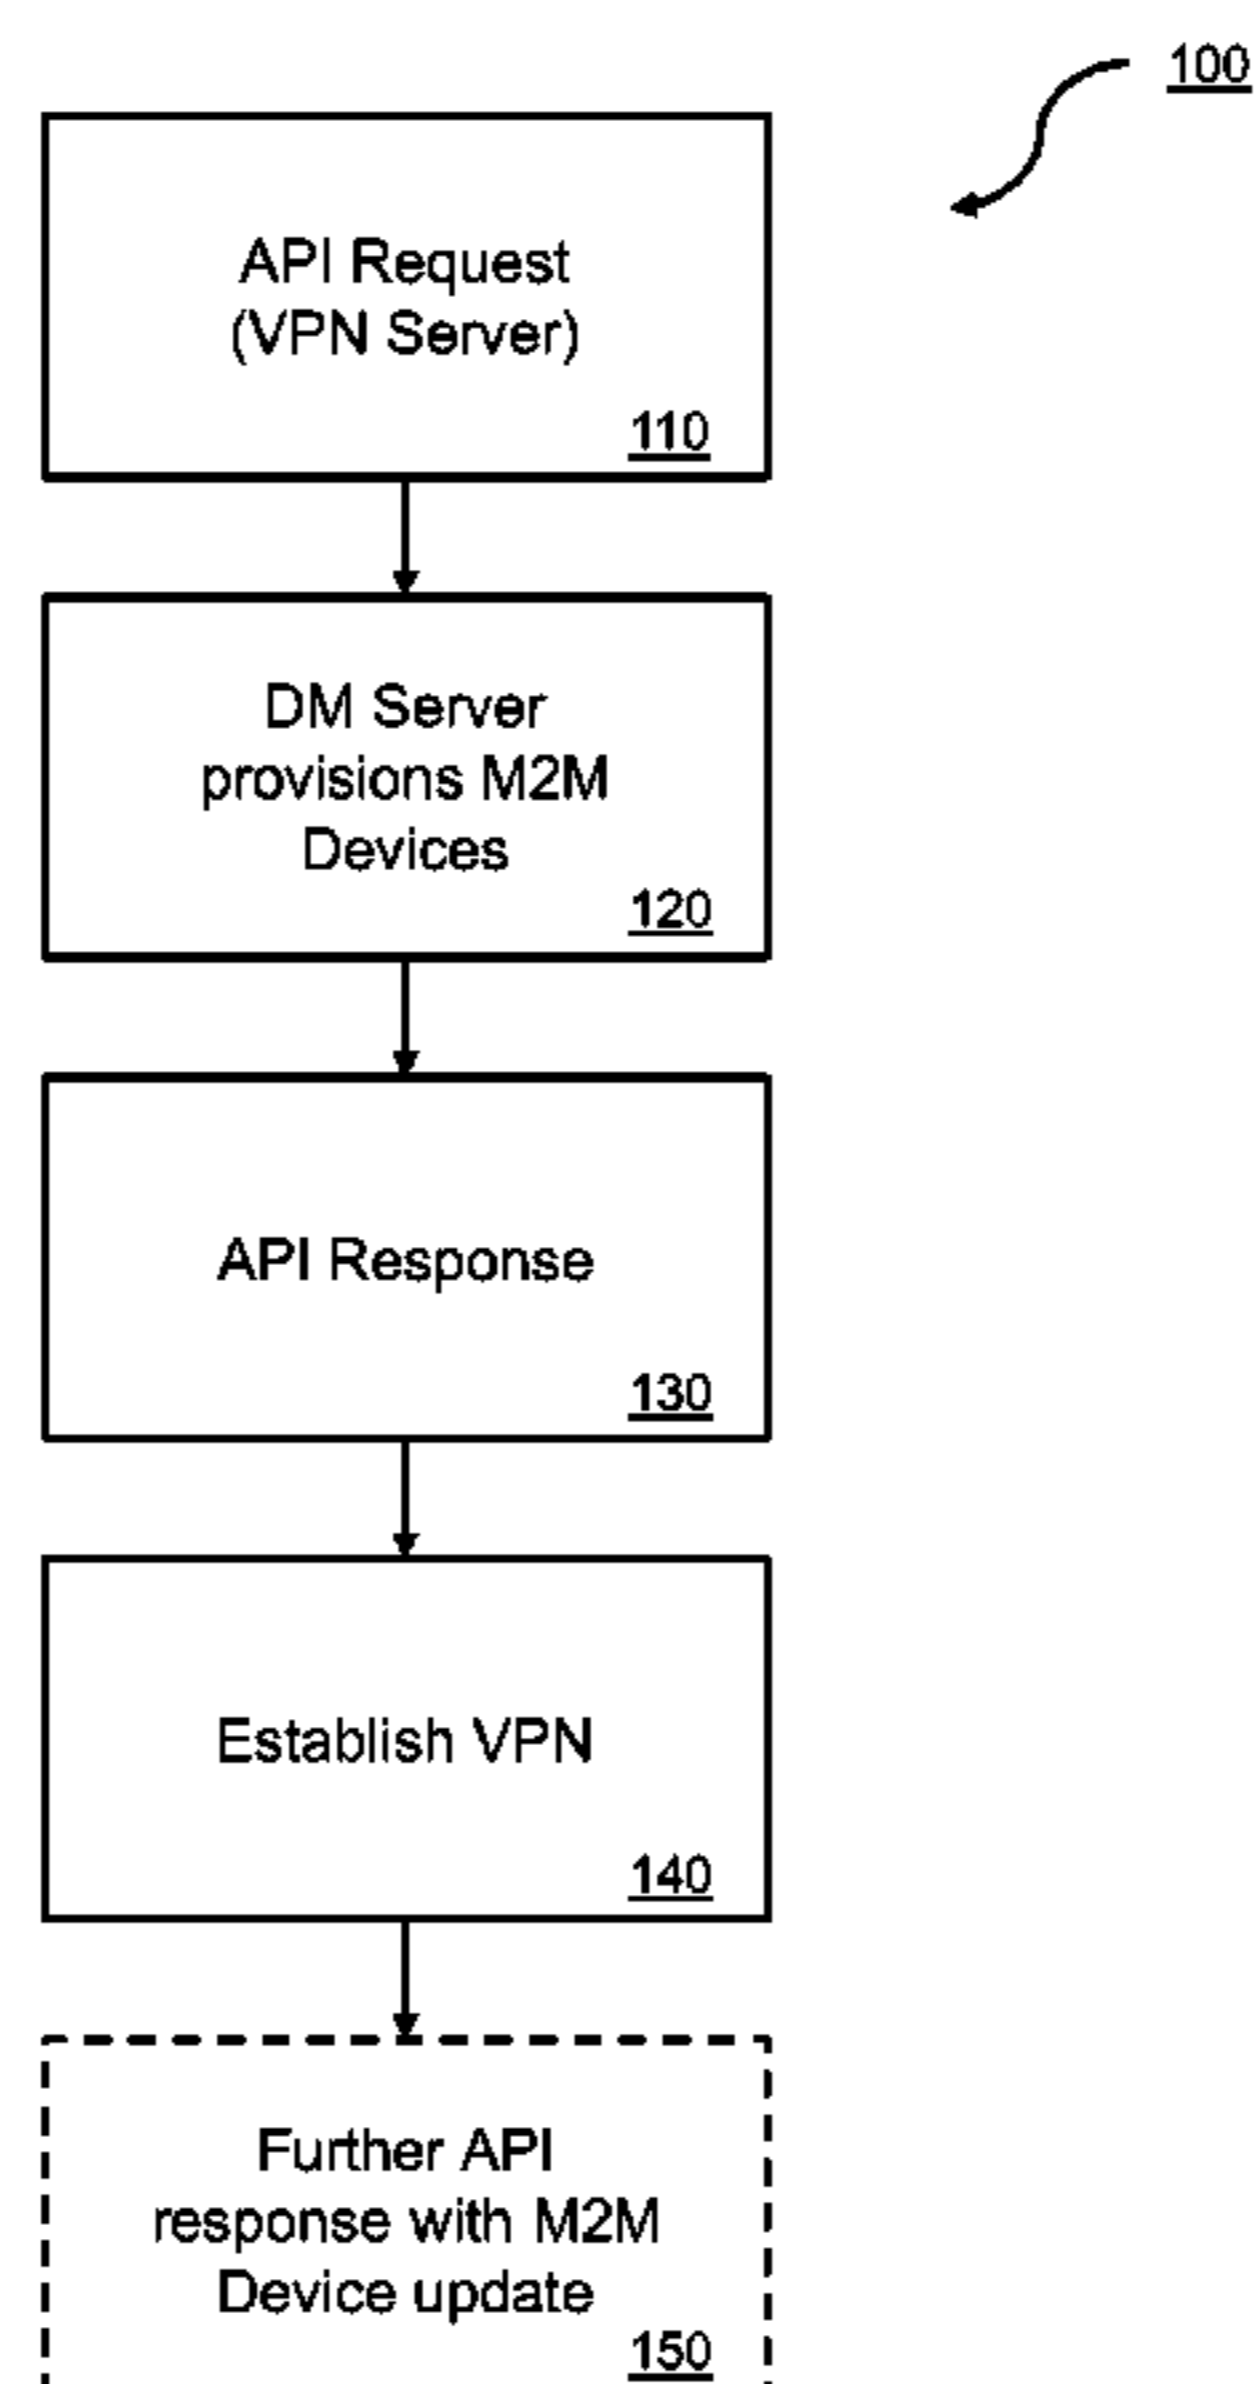 100
API Request
(VPN Server)
110
DM Server
provisions M2M
Devices
120
API Response
130
Establish VPN
140
Further API
response with M2M
Device update
150